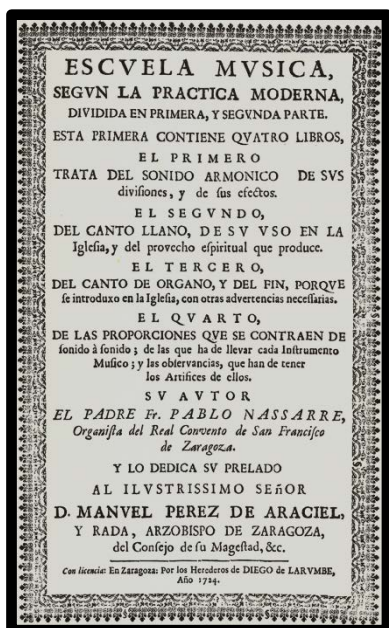 ESCVELA MVSICA,
SEGVN LA PRACTICA MODERNA,
DIVIDIDA EN PRIMERA, Y SEGVNDA PARTE.
ESTA PRIMERA CONTIENE QVATRO LIBROS,
EL PRIMERO
TRATA DEL SONIDO ARMONICO DE SVS
divisiones, y de sus efectos.
EL SEGVNDO,
DEL CANTO LLANO, DE SV VSO EN LA
Iglesia, y del provecho espiritual que produce.
EL TERCERO,
DEL CANTO DE ORGANO, Y DEL FIN, PORQVE
se introduxo en la Iglesia, con otras advertencias necessarias.
EL QVARTO,
DE LAS PROPORCIONES QVE SE CONTRAEN DE
sonido à sonido; de las que ha de llevar cada Instrumento
Musico; y las observancias, que han de tener
los Artifices de ellos.
SV AVTOR
EL PADRE Fr. PABLO NASSARRE,
Organista del Real Convento de San Francisco
de Zaragoza.
Y LO DEDICA SV PRELADO
AL ILVSTRISSIMO SEñOR
D. MANVEL PEREZ DE ARACIEL,
Y RADA, ARZOBISPO DE ZARAGOZA,
del Consejo de su Magestad, &c.
Con licencia: En Zaragoza: Por los Herederos de DIEGO de LARVMBE,
Año 1724.